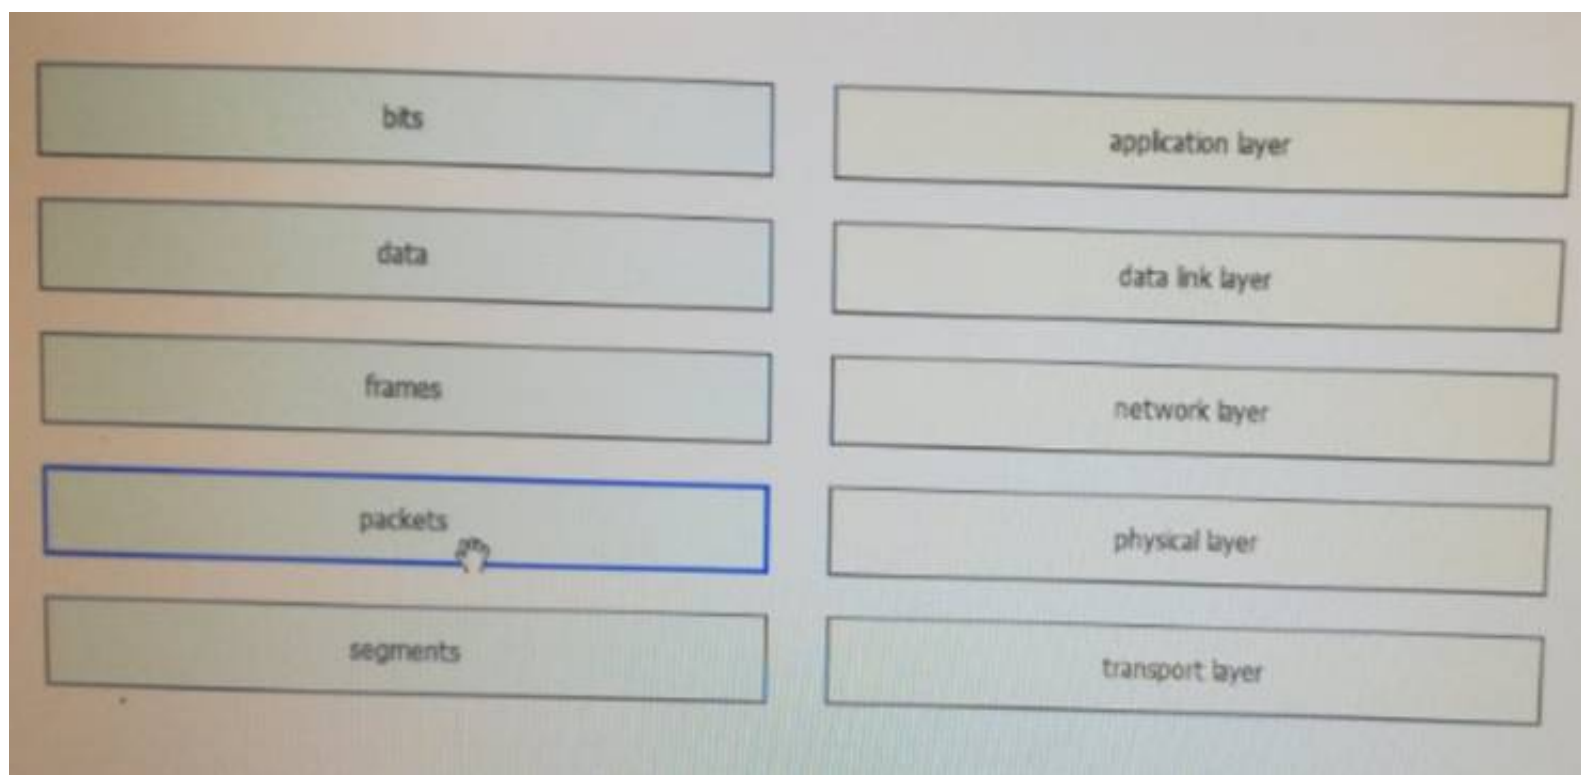 bits
data
frames
packets
segments
application layer
data link layer
network layer
physical layer
transport layer